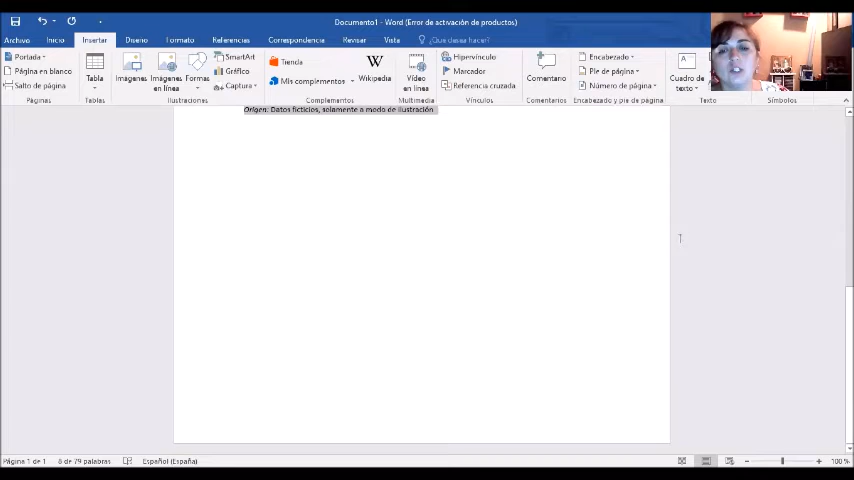 Documento1 - Word (Error de activación de productos)
Archivo Inicio Insertar Diseño Formato Referencias Correspondencia Revisar Vista ¿Qué desea hacer?
Portada
Página en blanco
Salto de página
Páginas
Tabla
Tablas
Imágenes
Imágenes en línea
Formas
SmartArt
Gráfico
Captura
Ilustraciones
Tienda
Mis complementos
W
Wikipedia
Complementos
Vídeo en línea
Multimedia
Hipervínculo
Marcador
Referencia cruzada
Vínculos
Comentario
Comentarios
Encabezado
Pie de página
Número de página
Encabezado y pie de página
A
Cuadro de texto
Texto
Símbolos
Origen: Datos ficticios, solamente a modo de ilustración
Página 1 de 1 8 de 79 palabras Español (España) 100 %